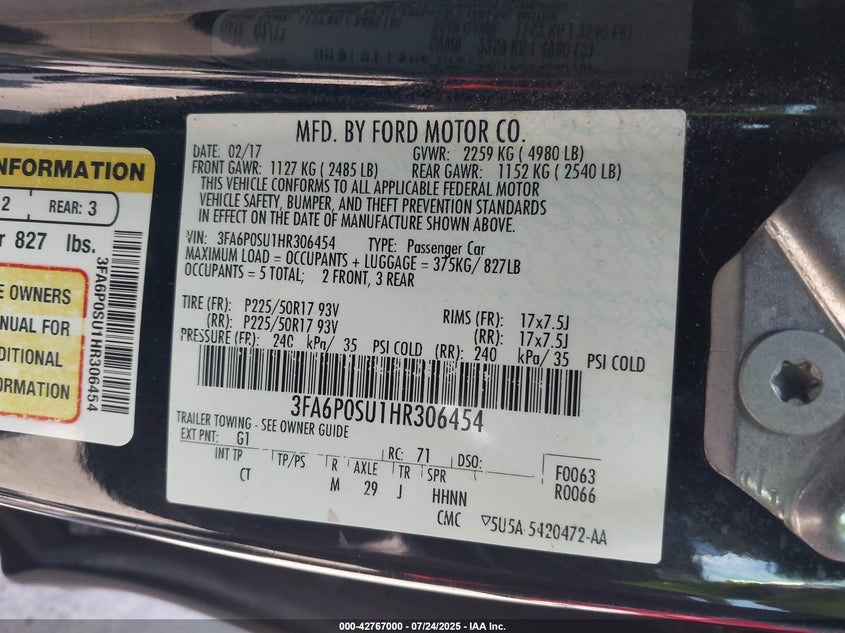 MFD. BY FORD MOTOR CO.
DATE: 02/17 GVWR: 2259 KG ( 4980 LB)
FRONT GAWR: 1127 KG ( 2485 LB) REAR GAWR: 1152 KG ( 2540 LB)
THIS VEHICLE CONFORMS TO ALL APPLICABLE FEDERAL MOTOR
VEHICLE SAFETY, BUMPER, AND THEFT PREVENTION STANDARDS
IN EFFECT ON THE DATE OF MANUFACTURE SHOWN ABOVE.
VIN: 3FA6P0SU1HR306454 TYPE: Passenger Car
MAXIMUM LOAD = OCCUPANTS + LUGGAGE = 375KG/ 827LB
OCCUPANTS = 5 TOTAL; 2 FRONT, 3 REAR
TIRE (FR): P225/50R17 93V RIMS (FR): 17x7.5J
(RR): P225/50R17 93V (RR): 17x7.5J
PRESSURE (FR): 240 kPa/ 35 PSI COLD (RR): 240 kPa/35 PSI COLD
3FA6P0SU1HR306454
TRAILER TOWING - SEE OWNER GUIDE
EXT PNT: G1 RC: 71 DSO: F0063
INT TP TP/PS R AXLE TR SPR R0066
CT M 29 J HHNN
CMC ▽5U5A-5420472-AA
INFORMATION
2 REAR: 3
827 lbs.
OWNERS
MANUAL FOR
ADDITIONAL
INFORMATION
3FA6P0SU1HR306454
000-42767000 / 07/24/2025 - IAA Inc.